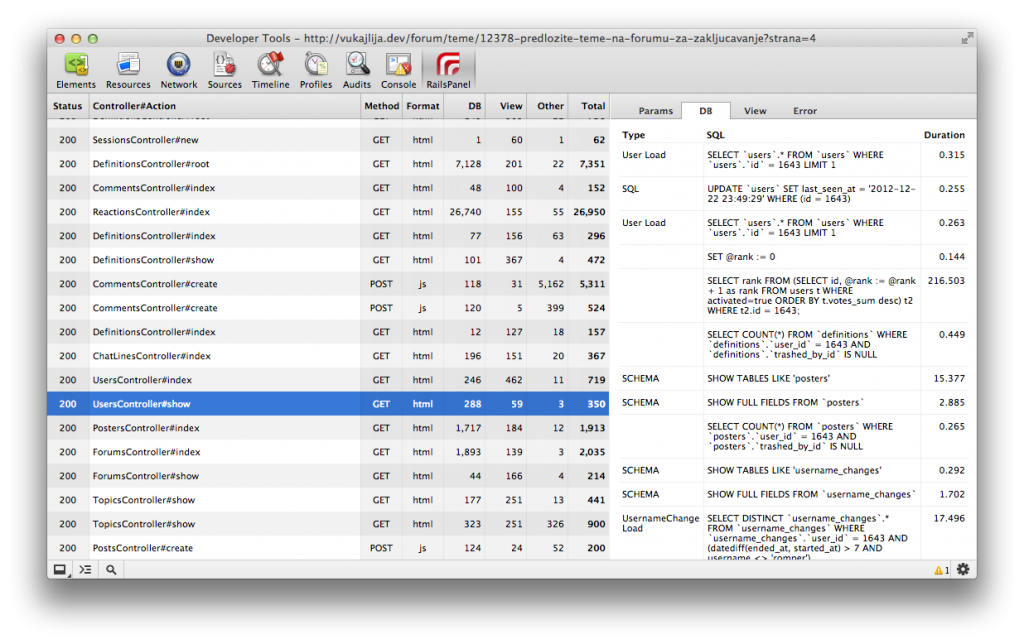 Developer Tools - http://vukajlija.dev/forum/teme/12378-predlozite-teme-na-forumu-za-zakljucavanje?strana=4
Elements Resources Network Sources Timeline Profiles Audits Console RailsPanel
Status Controller#Action Method Format DB View Other Total
200 SessionsController#new GET html 1 60 1 62
200 DefinitionsController#root GET html 7,128 201 22 7,351
200 CommentsController#index GET html 48 100 4 152
200 ReactionsController#index GET html 26,740 155 55 26,950
200 DefinitionsController#index GET html 77 156 63 296
200 DefinitionsController#show GET html 101 367 4 472
200 CommentsController#create POST js 118 31 5,162 5,311
200 CommentsController#create POST js 120 5 399 524
200 DefinitionsController#index GET html 12 127 18 157
200 ChatLinesController#index GET html 196 151 20 367
200 UsersController#index GET html 246 462 11 719
200 UsersController#show GET html 288 59 3 350
200 PostersController#index GET html 1,717 184 12 1,913
200 ForumsController#index GET html 1,893 139 3 2,035
200 ForumsController#show GET html 44 166 4 214
200 TopicsController#show GET html 177 251 13 441
200 TopicsController#show GET html 323 251 326 900
200 PostsController#create POST js 124 24 52 200
Params DB View Error
Type SQL Duration
User Load SELECT `users`.* FROM `users` WHERE 0.315
`users`.`id` = 1643 LIMIT 1
SQL UPDATE `users` SET last_seen_at = '2012-12- 0.255
22 23:49:29' WHERE (id = 1643)
User Load SELECT `users`.* FROM `users` WHERE 0.263
`users`.`id` = 1643 LIMIT 1
SET @rank := 0 0.144
SELECT rank FROM (SELECT id, @rank := @rank 216.503
+ 1 as rank FROM users t WHERE
activated=true ORDER BY t.votes_sum desc) t2
WHERE t2.id = 1643;
SELECT COUNT(*) FROM `definitions` WHERE 0.449
`definitions`.`user_id` = 1643 AND
`definitions`.`trashed_by_id` IS NULL
SCHEMA SHOW TABLES LIKE 'posters' 15.377
SCHEMA SHOW FULL FIELDS FROM `posters` 2.885
SELECT COUNT(*) FROM `posters` WHERE 0.265
`posters`.`user_id` = 1643 AND
`posters`.`trashed_by_id` IS NULL
SCHEMA SHOW TABLES LIKE 'username_changes' 0.292
SCHEMA SHOW FULL FIELDS FROM `username_changes` 1.702
UsernameChange SELECT DISTINCT `username_changes`.* 17.496
Load FROM `username_changes` WHERE
`username_changes`.`user_id` = 1643 AND
(datediff(ended_at, started_at) > 7 AND
username <>
1